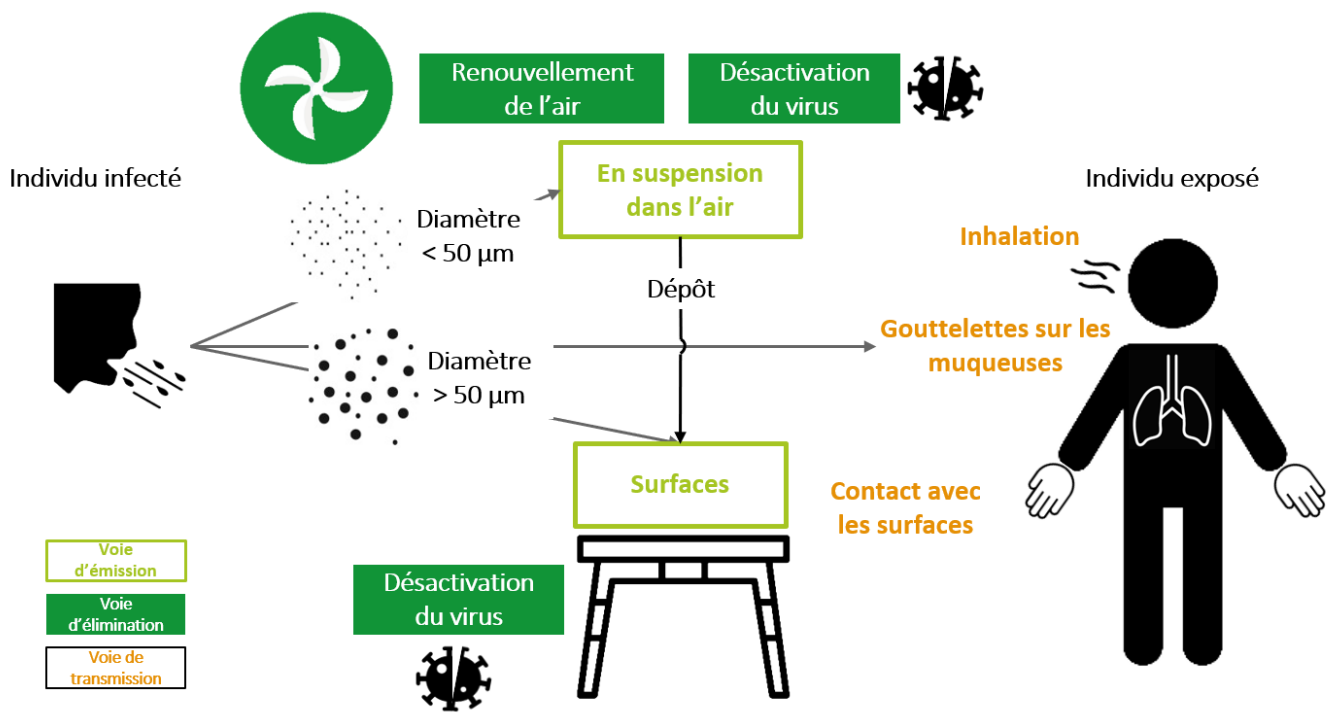 Renouvellement
de l'air
Désactivation
du virus
Individu infecté
En suspension
dans l'air
Individu exposé
Diamètre
< 50 µm
Inhalation
Dépôt
Gouttelettes sur les
muqueuses
Diamètre
> 50 µm
Surfaces
Contact avec
les surfaces
Voie
d'émission
Voie
d'élimination
Voie de
transmission
Désactivation
du virus